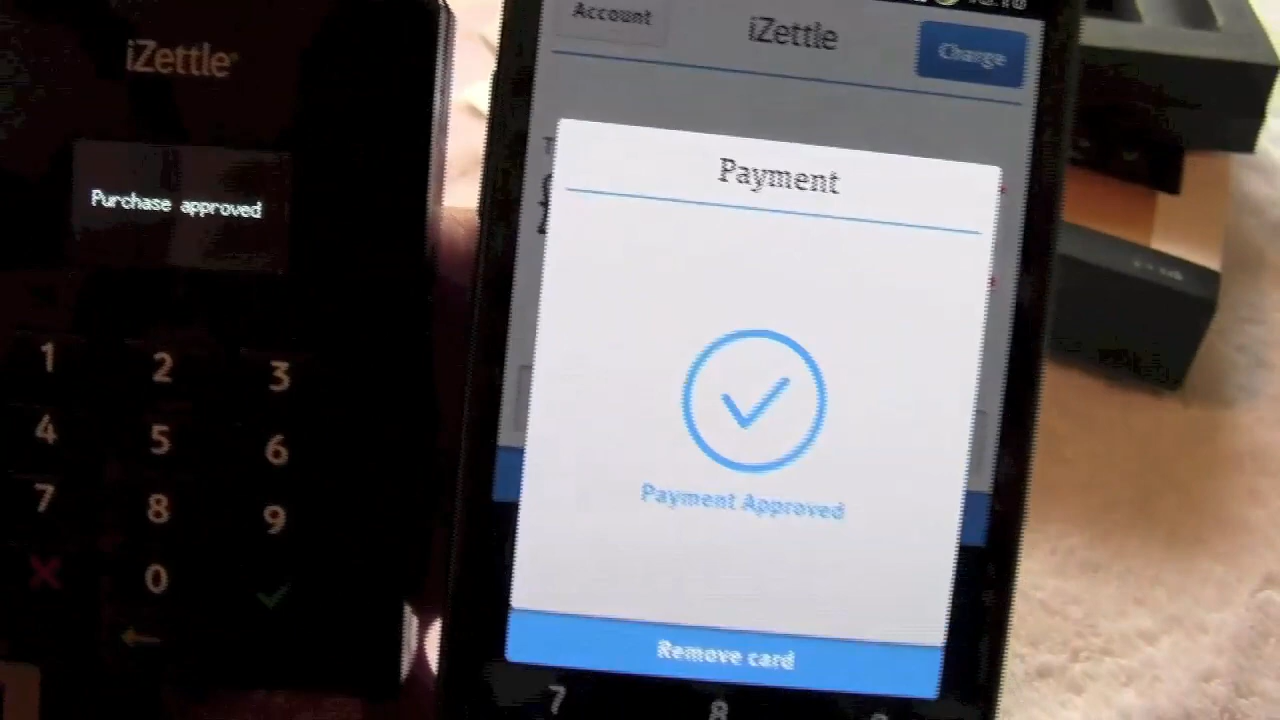 iZettle
Purchase approved
1 2 3
4 5 6
7 8 9
0
Account
iZettle
Charge
Payment
Payment Approved
Remove card
7 8